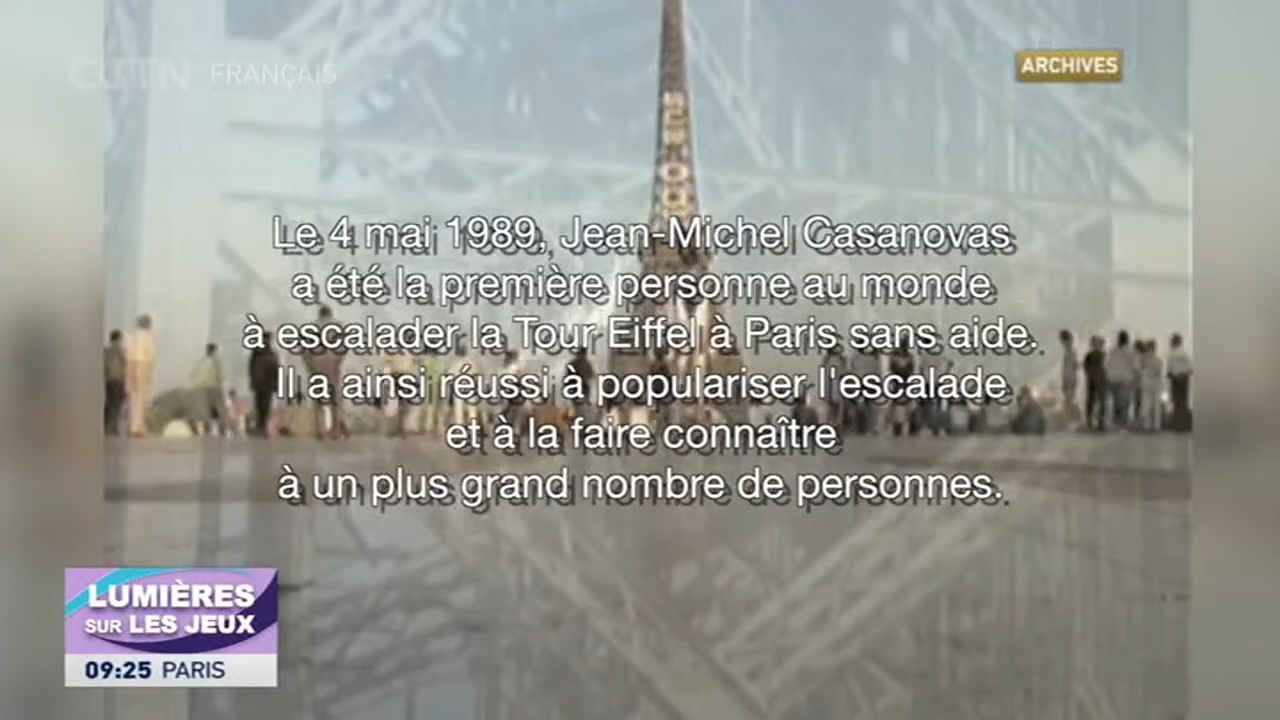 CGTN FRANÇAIS
ARCHIVES
Le 4 mai 1989, Jean-Michel Casanovas
a été la première personne au monde
à escalader la Tour Eiffel à Paris sans aide.
Il a ainsi réussi à populariser l'escalade
et à la faire connaître
à un plus grand nombre de personnes.
LUMIÈRES
SUR LES JEUX
09:25 PARIS